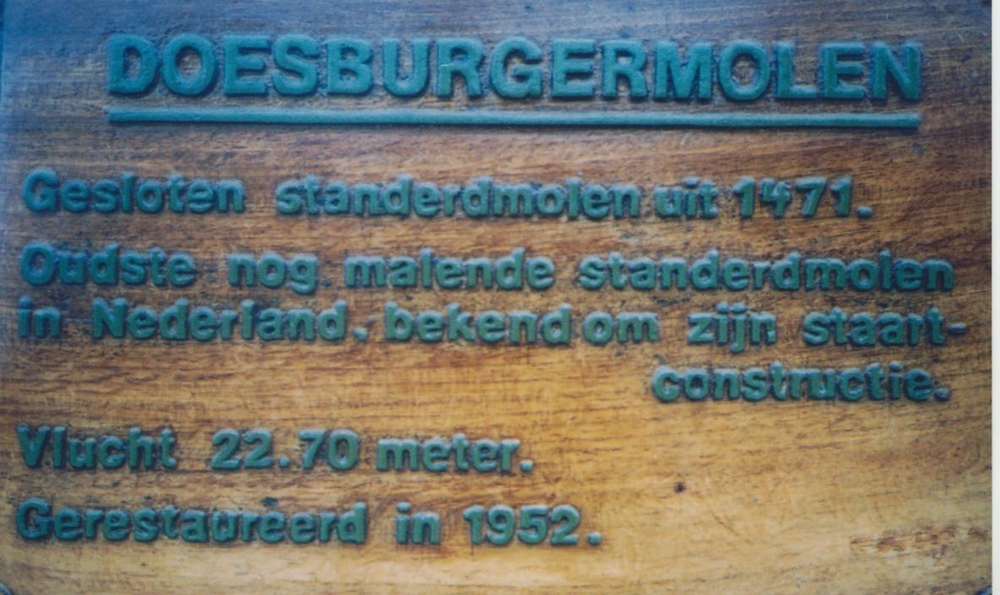 DOESBURGERMOLEN
Gesloten standerdmolen uit 1471.
Oudste nog malende standerdmolen
in Nederland, bekend om zijn staart-
constructie.
Vlucht 22.70 meter.
Gerestaureerd in 1952.